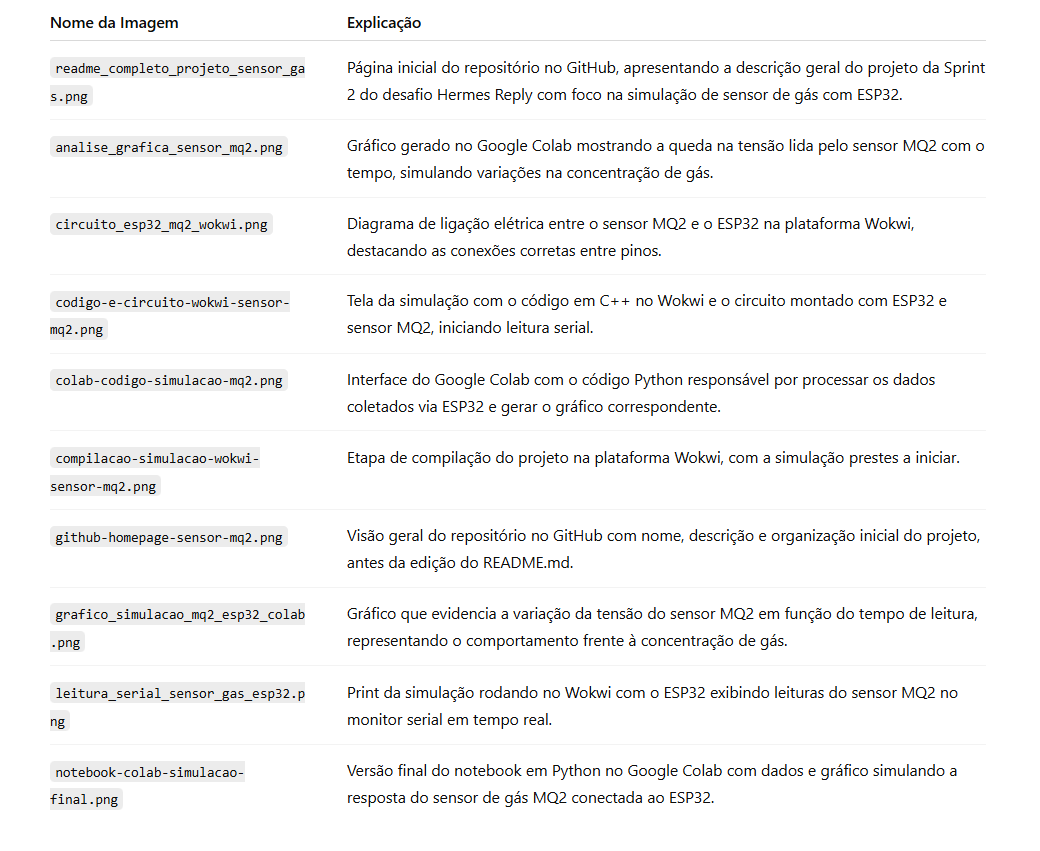 Nome da Imagem Explicação
readme_completo_projeto_sensor_ga
s.png
Página inicial do repositório no GitHub, apresentando a descrição geral do projeto da Sprint
2 do desafio Hermes Reply com foco na simulação de sensor de gás com ESP32.
analise_grafica_sensor_mq2.png
Gráfico gerado no Google Colab mostrando a queda na tensão lida pelo sensor MQ2 com o
tempo, simulando variações na concentração de gás.
circuito_esp32_mq2_wokwi.png
Diagrama de ligação elétrica entre o sensor MQ2 e o ESP32 na plataforma Wokwi,
destacando as conexões corretas entre pinos.
codigo-e-circuito-wokwi-sensor-
mq2.png
Tela da simulação com o código em C++ no Wokwi e o circuito montado com ESP32 e
sensor MQ2, iniciando leitura serial.
colab-codigo-simulacao-mq2.png
Interface do Google Colab com o código Python responsável por processar os dados
coletados via ESP32 e gerar o gráfico correspondente.
compilacao-simulacao-wokwi-
sensor-mq2.png
Etapa de compilação do projeto na plataforma Wokwi, com a simulação prestes a iniciar.
github-homepage-sensor-mq2.png
Visão geral do repositório no GitHub com nome, descrição e organização inicial do projeto,
antes da edição do README.md.
grafico_simulacao_mq2_esp32_colab
.png
Gráfico que evidencia a variação da tensão do sensor MQ2 em função do tempo de leitura,
representando o comportamento frente à concentração de gás.
leitura_serial_sensor_gas_esp32.p
ng
Print da simulação rodando no Wokwi com o ESP32 exibindo leituras do sensor MQ2 no
monitor serial em tempo real.
notebook-colab-simulacao-
final.png
Versão final do notebook em Python no Google Colab com dados e gráfico simulando a
resposta do sensor de gás MQ2 conectada ao ESP32.